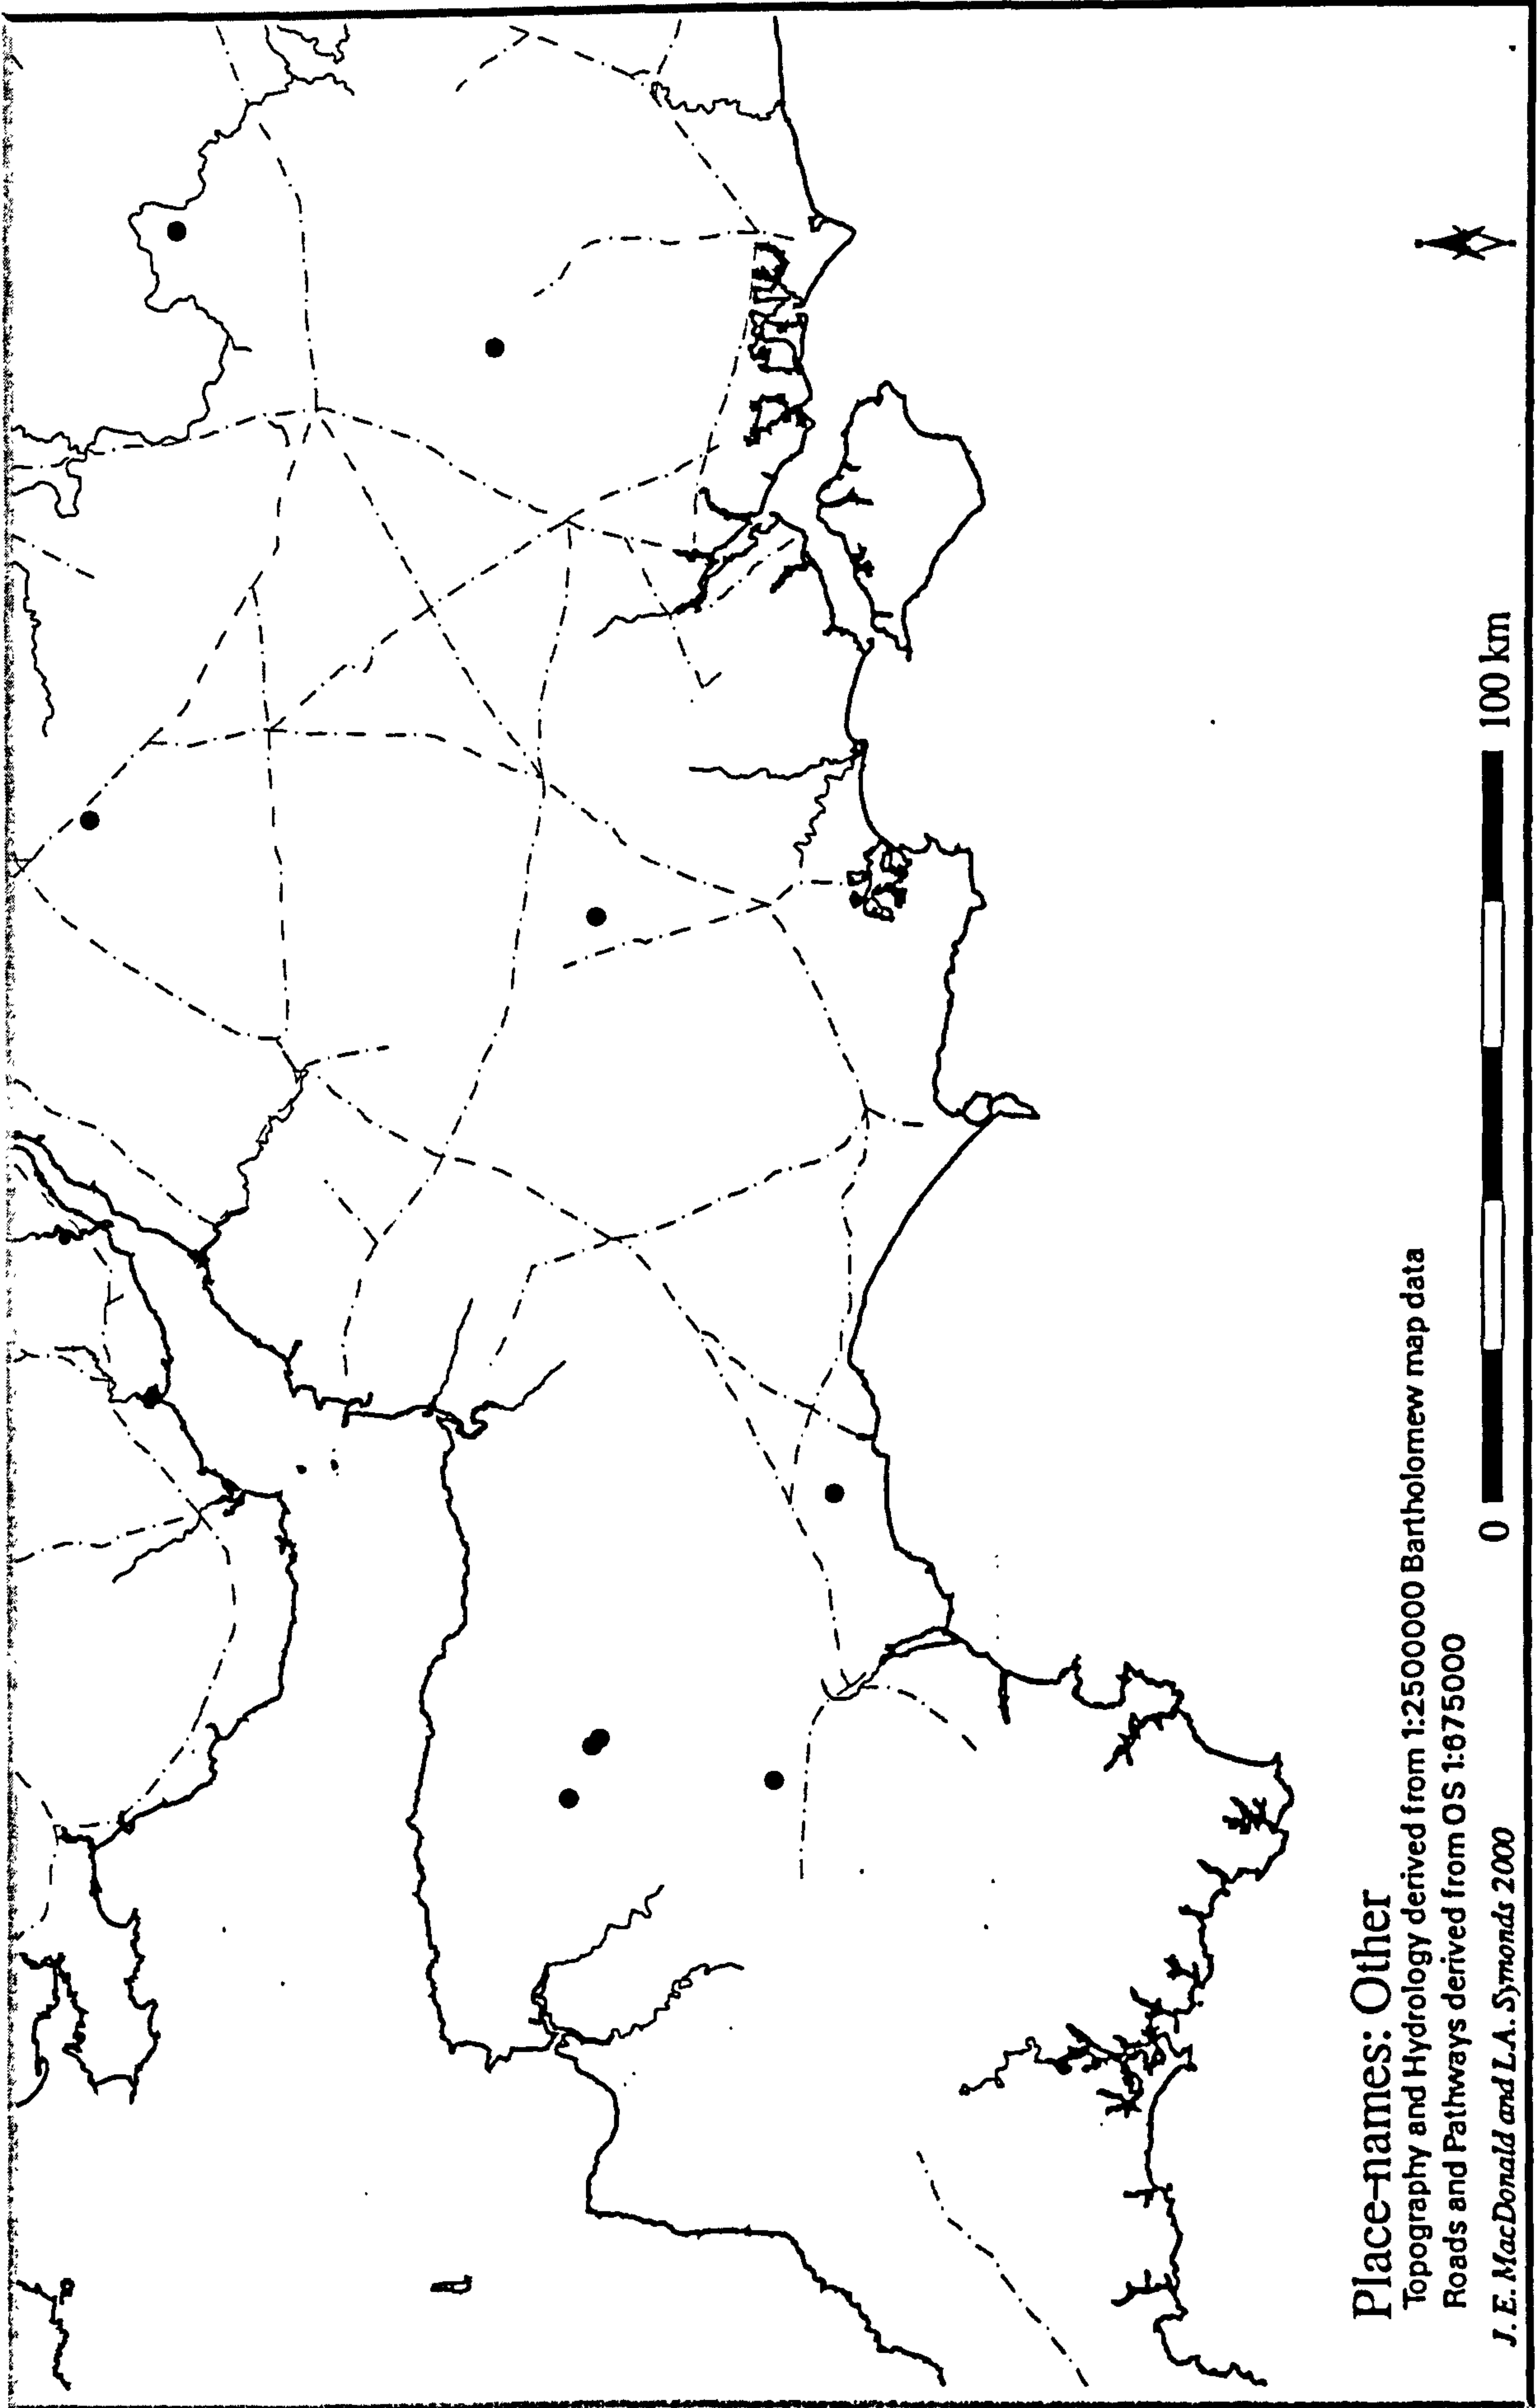 Place-names: Other
Topography and Hydrology derived from 1:2500000 Bartholomew map data
Roads and Pathways derived from OS 1:675000
J. E. MacDonald and L.A. Symonds 2000
0 100 km